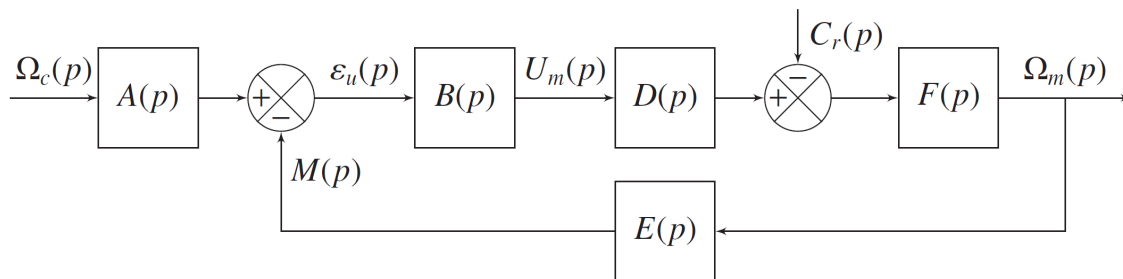 Ω_c(p)
A(p)
+
−
ε_u(p)
B(p)
U_m(p)
D(p)
C_r(p)
−
+
F(p)
Ω_m(p)
M(p)
E(p)